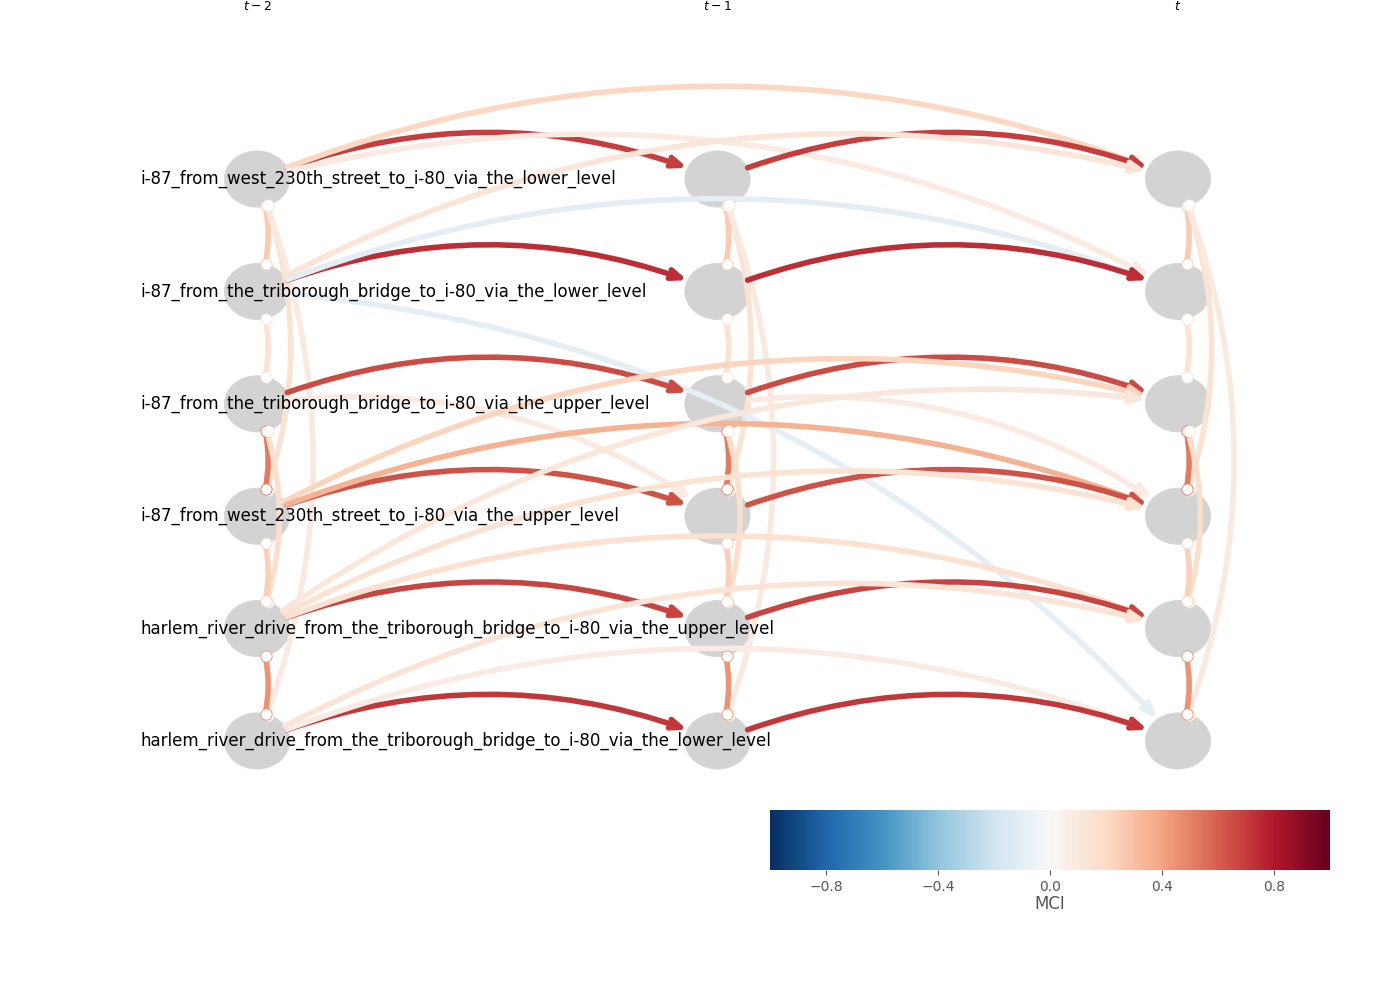 t − 2 t − 1 t
i-87_from_west_230th_street_to_i-80_via_the_lower_level
i-87_from_the_triborough_bridge_to_i-80_via_the_lower_level
i-87_from_the_triborough_bridge_to_i-80_via_the_upper_level
i-87_from_west_230th_street_to_i-80_via_the_upper_level
harlem_river_drive_from_the_triborough_bridge_to_i-80_via_the_upper_level
harlem_river_drive_from_the_triborough_bridge_to_i-80_via_the_lower_level
−0.8 −0.4 0.0 0.4 0.8
MCI